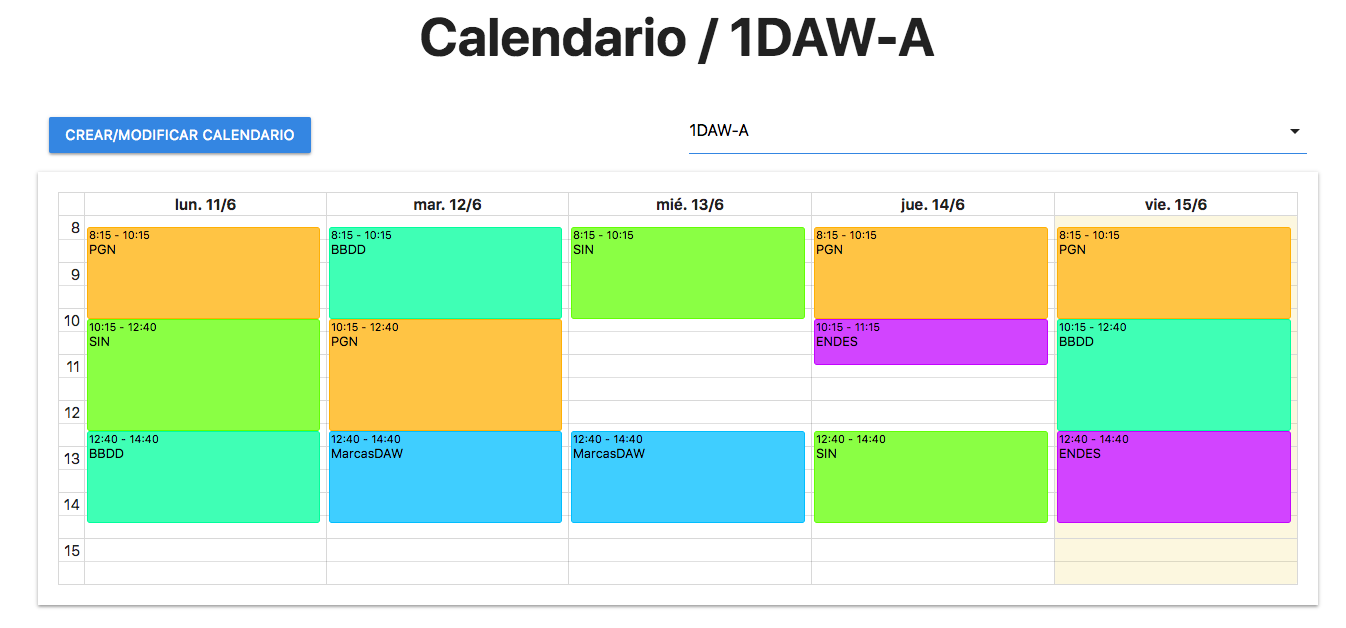 Calendario / 1DAW-A
CREAR/MODIFICAR CALENDARIO
1DAW-A
lun. 11/6
mar. 12/6
mié. 13/6
jue. 14/6
vie. 15/6
8
8:15 - 10:15
PGN
8:15 - 10:15
BBDD
8:15 - 10:15
SIN
8:15 - 10:15
PGN
8:15 - 10:15
PGN
9
10
10:15 - 12:40
SIN
10:15 - 12:40
PGN
10:15 - 11:15
ENDES
10:15 - 12:40
BBDD
11
12
12:40 - 14:40
BBDD
12:40 - 14:40
MarcasDAW
12:40 - 14:40
MarcasDAW
12:40 - 14:40
SIN
12:40 - 14:40
ENDES
13
14
15